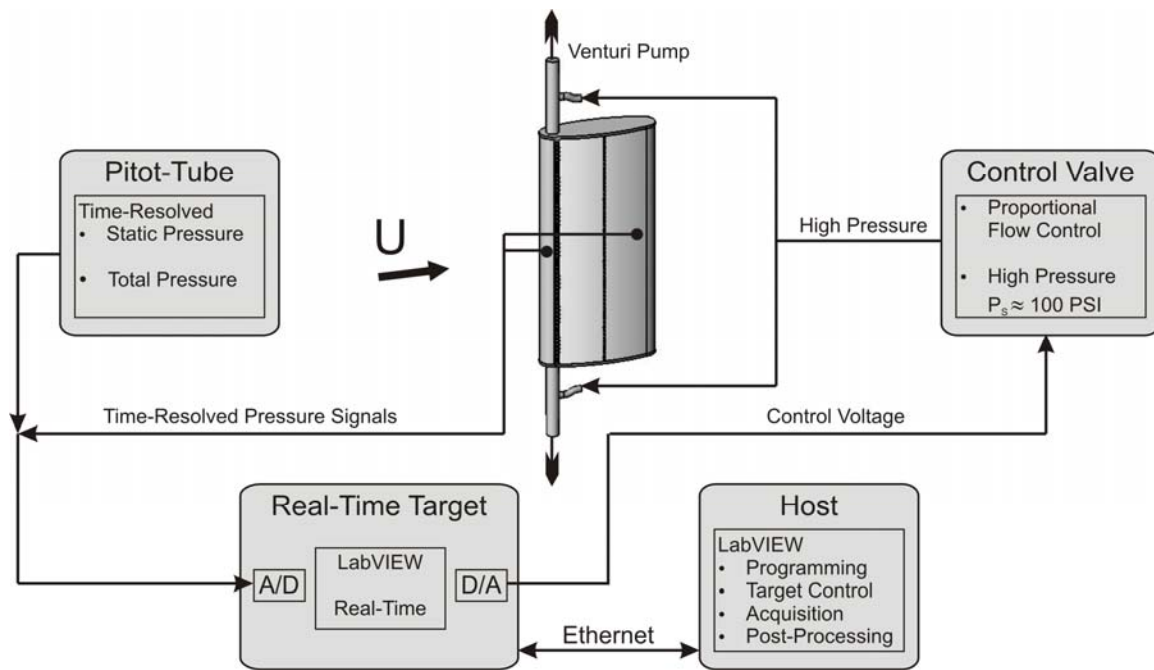 Venturi Pump
Pitot-Tube
Time-Resolved
• Static Pressure
• Total Pressure
U
High Pressure
Control Valve
• Proportional
Flow Control
• High Pressure
Pₛ ≈ 100 PSI
Time-Resolved Pressure Signals
Control Voltage
Real-Time Target
A/D
LabVIEW
Real-Time
D/A
Ethernet
Host
LabVIEW
• Programming
• Target Control
• Acquisition
• Post-Processing